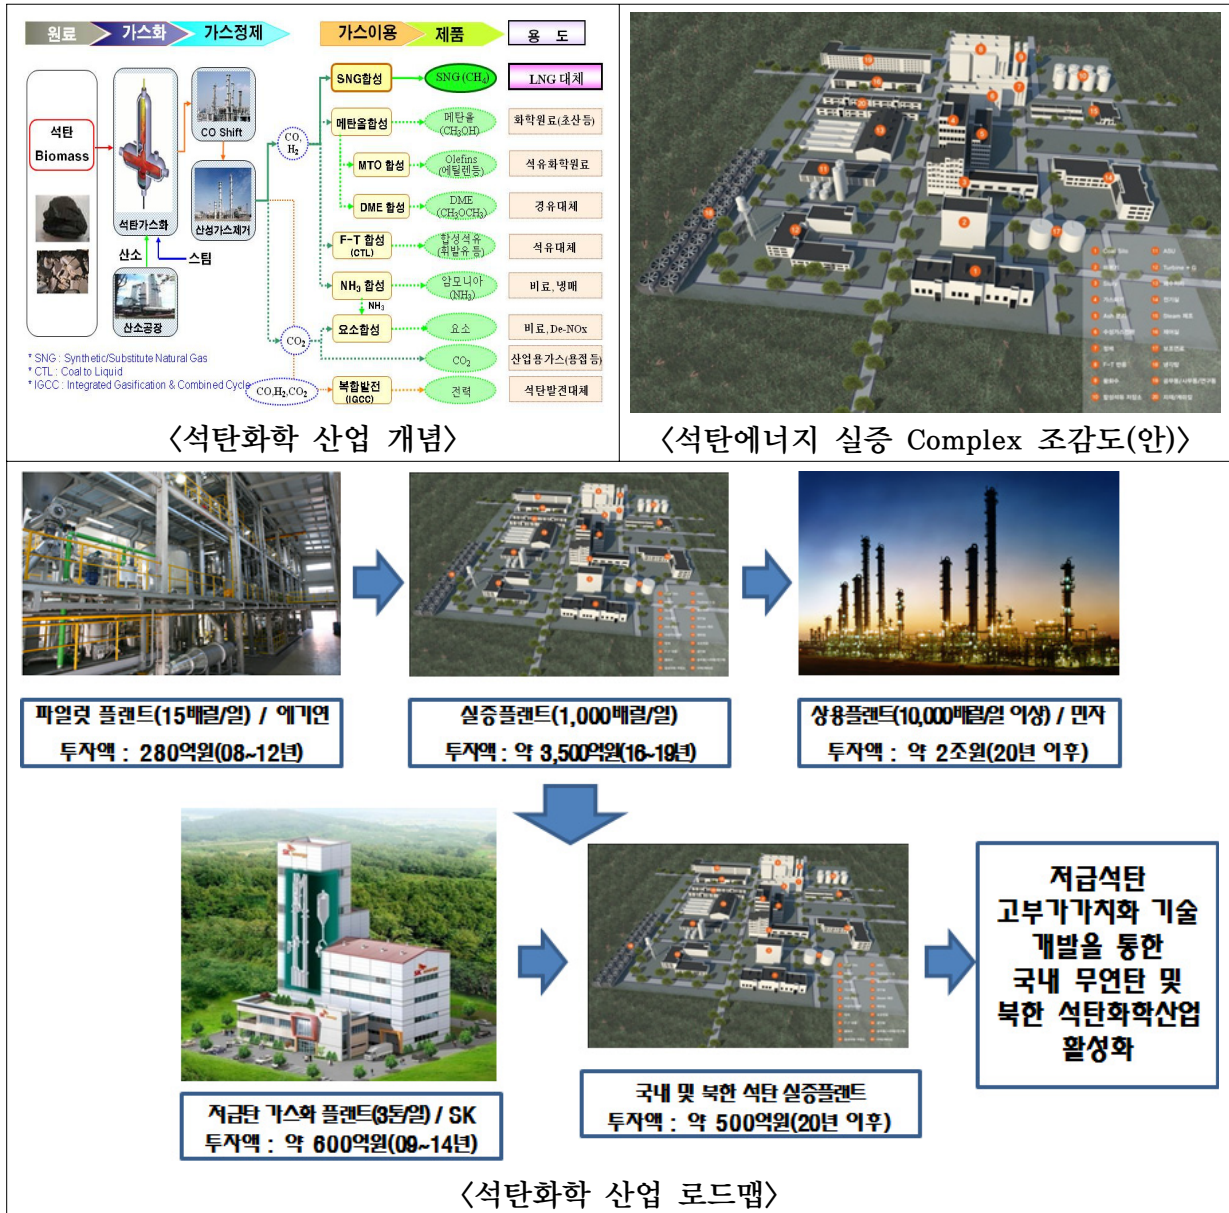 원료
가스화
가스정제
가스이용
제품
용 도
석탄
Biomass
석탄가스화
산소
스팀
산소공장
CO Shift
산성가스제거
CO,
H₂
CO₂
CO,H₂,CO₂
SNG합성
SNG (CH₄)
LNG 대체
메탄올합성
메탄올
(CH₃OH)
화학원료(초산등)
MTO 합성
Olefins
(에틸렌등)
석유화학원료
DME 합성
DME
(CH₃OCH₃)
경유대체
F-T 합성
(CTL)
합성석유
(휘발유 등)
석유대체
NH₃ 합성
암모니아
(NH₃)
비료,냉매
NH₃
요소합성
요소
비료,De-NOx
CO₂
산업용가스(용접등)
복합발전
(IGCC)
전력
석탄발전대체
* SNG : Synthetic/Substitute Natural Gas
* CTL : Coal to Liquid
* IGCC : Integrated Gasification & Combined Cycle
<석탄화학 산업 개념>
<석탄에너지 실증 Complex 조감도(안)>
파일럿 플랜트(15배럴/일) / 에기연
투자액 : 280억원(08~12년)
실증플랜트(1,000배럴/일)
투자액 : 약 3,500억원(16~19년)
상용플랜트(10,000배럴/일 이상) / 민자
투자액 : 약 2조원(20년 이후)
저급탄 가스화 플랜트(3톤/일) / SK
투자액 : 약 600억원(09~14년)
국내 및 북한 석탄 실증플랜트
투자액 : 약 500억원(20년 이후)
저급석탄
고부가가치화 기술
개발을 통한
국내 무연탄 및
북한 석탄화학산업
활성화
<석탄화학 산업 로드맵>